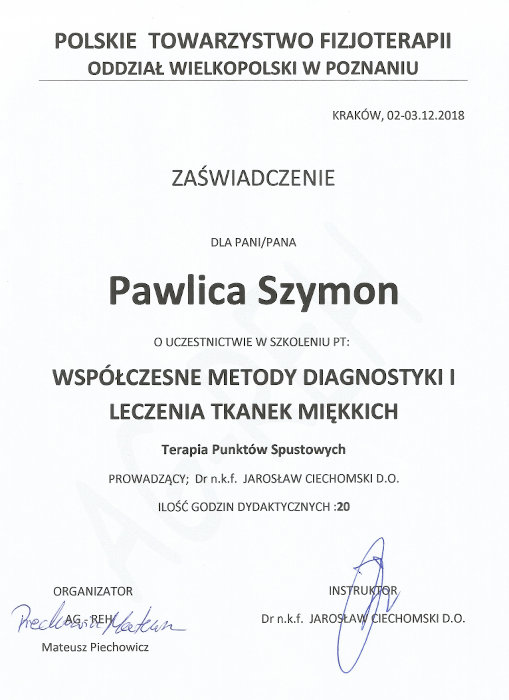 POLSKIE TOWARZYSTWO FIZJOTERAPII
ODDZIAŁ WIELKOPOLSKI W POZNANIU
KRAKÓW, 02-03.12.2018
ZAŚWIADCZENIE
DLA PANI/PANA
Pawlica Szymon
O UCZESTNICTWIE W SZKOLENIU PT:
WSPÓŁCZESNE METODY DIAGNOSTYKI I
LECZENIA TKANEK MIĘKKICH
Terapia Punktów Spustowych
PROWADZĄCY; Dr n.k.f. JAROSŁAW CIECHOMSKI D.O.
ILOŚĆ GODZIN DYDAKTYCZNYCH :20
ORGANIZATOR
INSTRUKTOR
AG - REH
Piechowicz Mateusz
Dr n.k.f. JAROSŁAW CIECHOMSKI D.O.
Mateusz Piechowicz